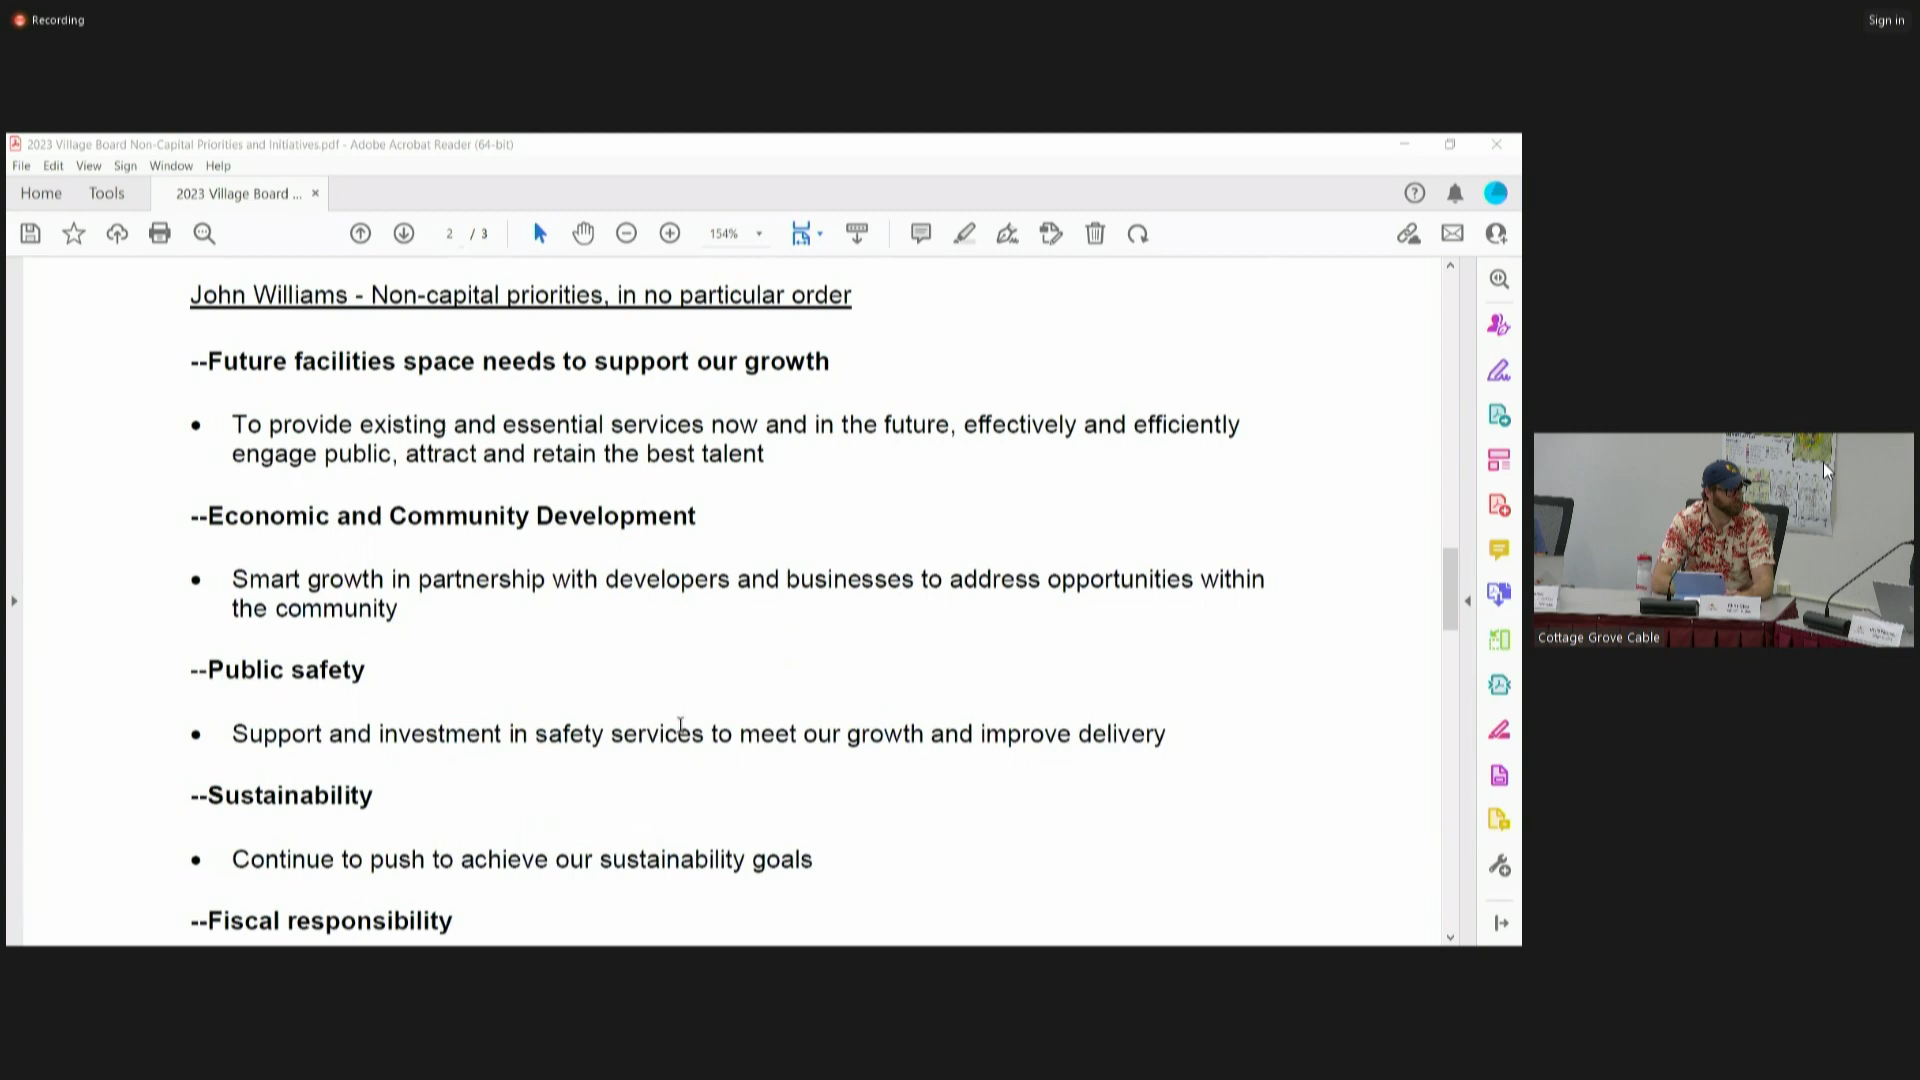 Recording
Sign in
2023 Village Board Non-Capital Priorities and Initiatives.pdf - Adobe Acrobat Reader (64-bit)
File Edit View Sign Window Help
Home Tools 2023 Village Board ... ×
2 / 3 154%
John Williams - Non-capital priorities, in no particular order
--Future facilities space needs to support our growth
• To provide existing and essential services now and in the future, effectively and efficiently
engage public, attract and retain the best talent
--Economic and Community Development
• Smart growth in partnership with developers and businesses to address opportunities within
the community
--Public safety
• Support and investment in safety services to meet our growth and improve delivery
--Sustainability
• Continue to push to achieve our sustainability goals
--Fiscal responsibility
Cottage Grove Cable